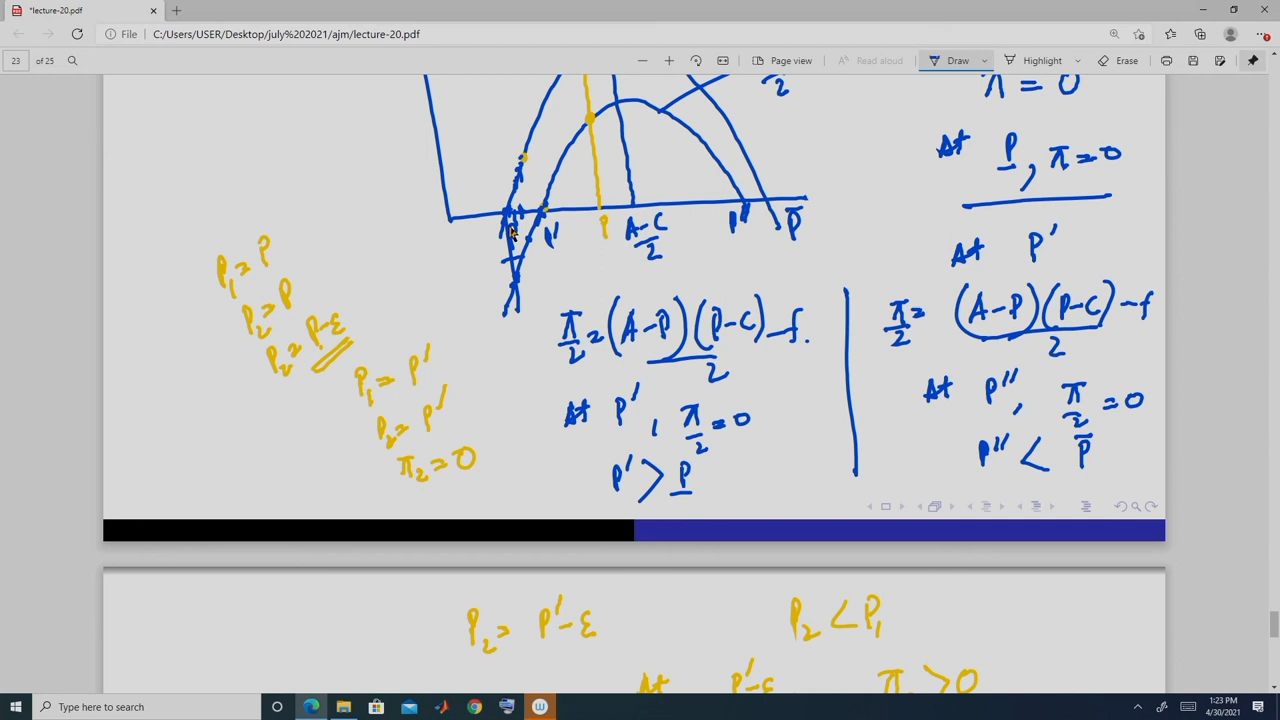 *lecture-20.pdf
File | C:/Users/USER/Desktop/july%202021/ajm/lecture-20.pdf
23 of 25
Page view
Read aloud
Draw
Highlight
Erase
2
π = 0
At P, π = 0
P'
P
A-C/2
P''
P̄
At P'
P₁ = P
P₂ = P
P₂ = P-ε
P₁ = P'
P₂ = P'
π₂ = 0
π/2 = (A-P)(P-C)/2 - f.
At P', π/2 = 0
P' > P
π/2 = (A-P)(P-C)/2 - f
At P'', π/2 = 0
P'' < P̄
P₂ = P'-ε
P₂ < P₁
At P'-ε
> 0
Type here to search
1:23 PM
4/30/2021